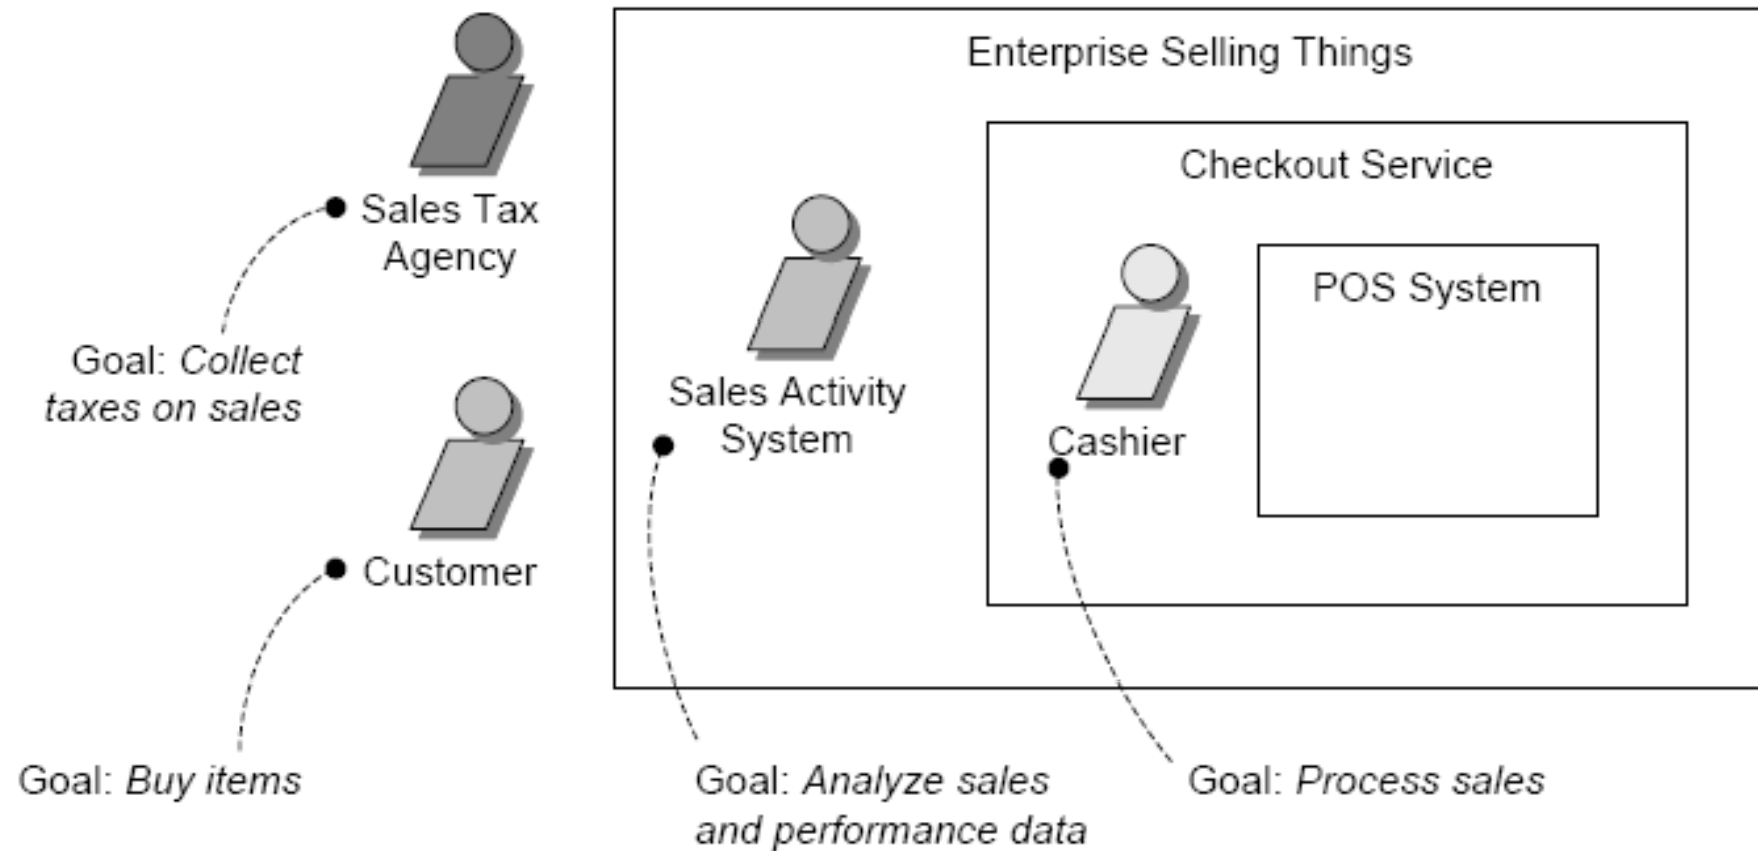 Enterprise Selling Things
Checkout Service
POS System
Sales Tax
Agency
Goal: Collect
taxes on sales
Customer
Goal: Buy items
Sales Activity
System
Goal: Analyze sales
and performance data
Cashier
Goal: Process sales